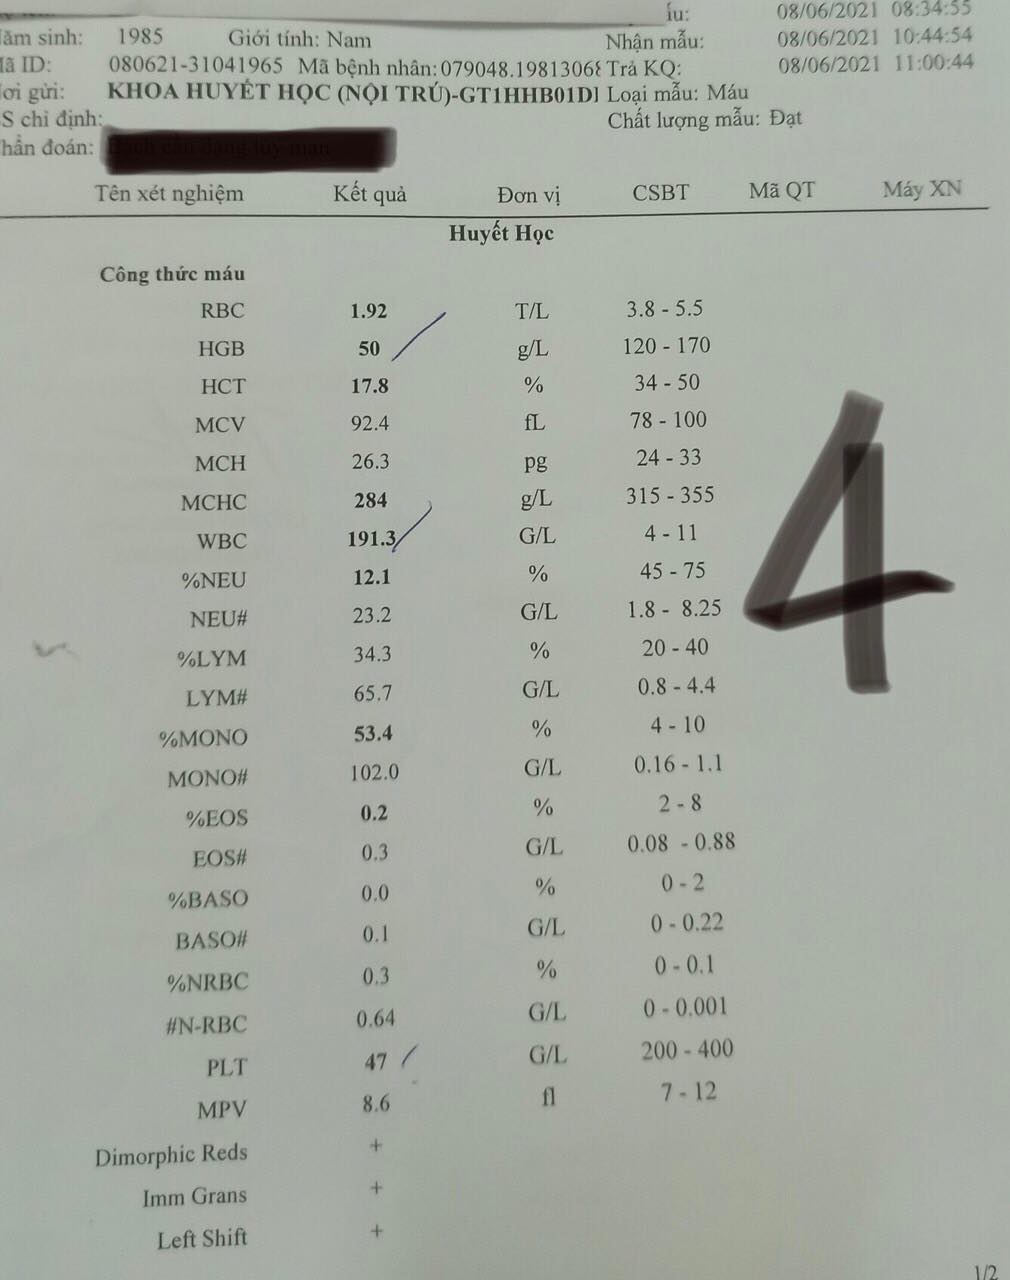 ấu: 08/06/2021 08:34:55
Năm sinh: 1985 Giới tính: Nam Nhận mẫu: 08/06/2021 10:44:54
Mã ID: 080621-31041965 Mã bệnh nhân: 079048.1981306 Trả KQ: 08/06/2021 11:00:44
ơi gửi: KHOA HUYẾT HỌC (NỘI TRÚ)-GT1HHB01D Loại mẫu: Máu
S chỉ định: Chất lượng mẫu: Đạt
hẩn đoán:
Tên xét nghiệm Kết quả Đơn vị CSBT Mã QT Máy XN
Huyết Học
Công thức máu
RBC 1.92 T/L 3.8 - 5.5
HGB 50 g/L 120 - 170
HCT 17.8 % 34 - 50
MCV 92.4 fL 78 - 100
MCH 26.3 pg 24 - 33
MCHC 284 g/L 315 - 355
WBC 191.3 G/L 4 - 11
%NEU 12.1 % 45 - 75
NEU# 23.2 G/L 1.8 - 8.25
%LYM 34.3 % 20 - 40
LYM# 65.7 G/L 0.8 - 4.4
%MONO 53.4 % 4 - 10
MONO# 102.0 G/L 0.16 - 1.1
%EOS 0.2 % 2 - 8
EOS# 0.3 G/L 0.08 - 0.88
%BASO 0.0 % 0 - 2
BASO# 0.1 G/L 0 - 0.22
%NRBC 0.3 % 0 - 0.1
#N-RBC 0.64 G/L 0 - 0.001
PLT 47 G/L 200 - 400
MPV 8.6 fl 7 - 12
Dimorphic Reds +
Imm Grans +
Left Shift +
4
1/2